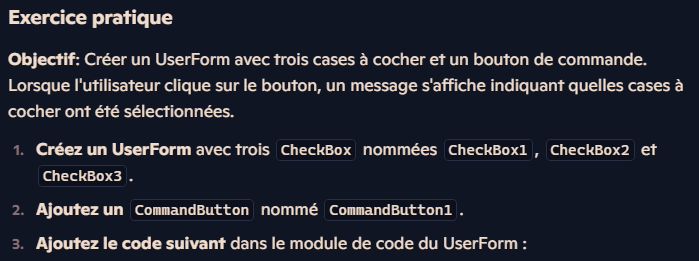 Exercice pratique
Objectif: Créer un UserForm avec trois cases à cocher et un bouton de commande.
Lorsque l'utilisateur clique sur le bouton, un message s'affiche indiquant quelles cases à
cocher ont été sélectionnées.
1. Créez un UserForm avec trois CheckBox nommées CheckBox1, CheckBox2 et
CheckBox3.
2. Ajoutez un CommandButton nommé CommandButton1.
3. Ajoutez le code suivant dans le module de code du UserForm :